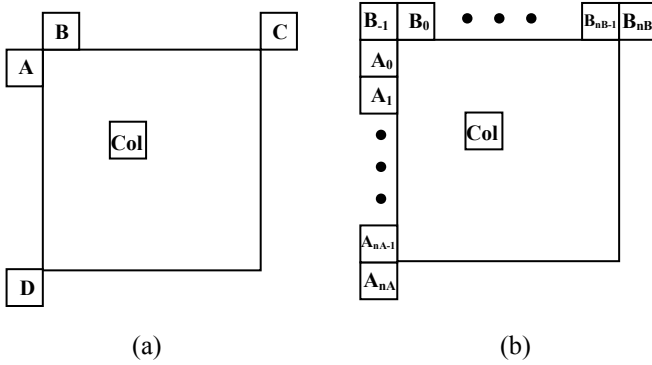 B C B-1 B0 • • • BnB-1 BnB
A A0
A1
Col Col
•
•
•
AnA-1
D AnA
(a) (b)